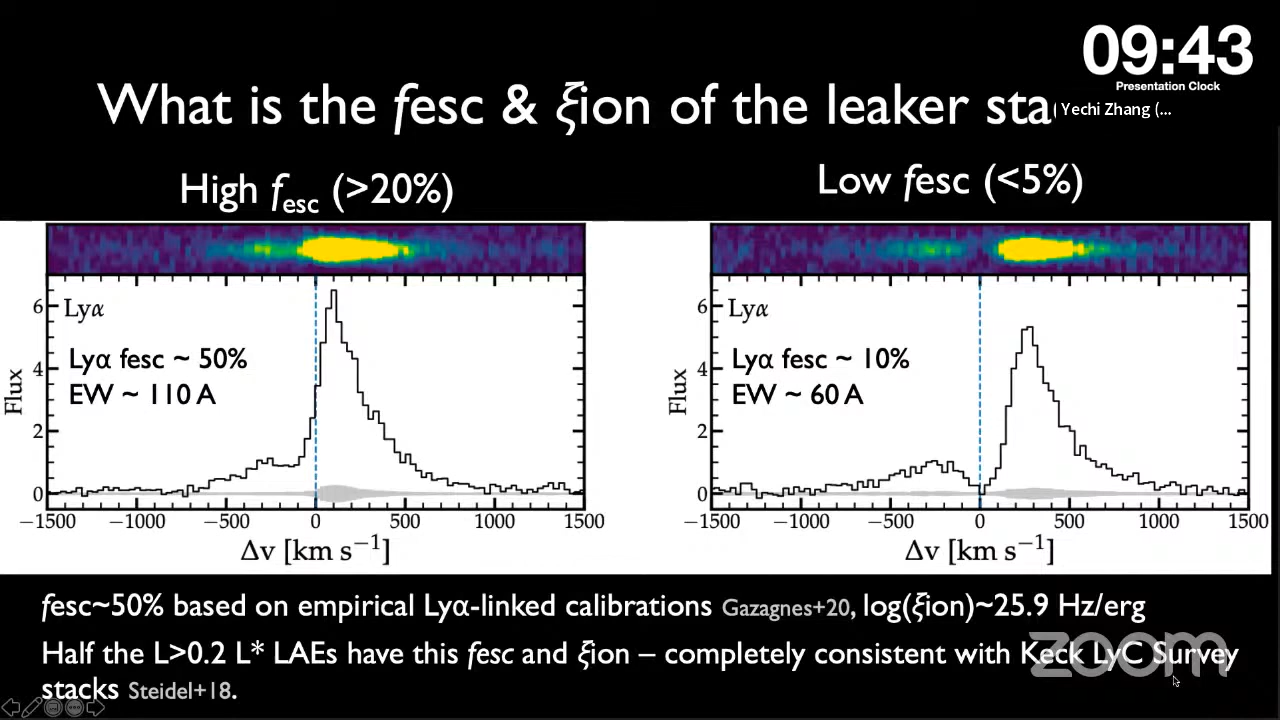 09:43
Presentation Clock
What is the fesc & ξion of the leaker sta
Yechi Zhang (...
High fesc (>20%)
Low fesc (<5%)
Lyα
Lyα fesc ~ 50%
EW ~ 110 A
Flux
6
4
2
0
−1500 −1000 −500 0 500 1000 1500
Δv [km s−1]
Lyα
Lyα fesc ~ 10%
EW ~ 60 A
Flux
6
4
2
0
−1500 −1000 −500 0 500 1000 1500
Δv [km s−1]
fesc~50% based on empirical Lyα-linked calibrations Gazagnes+20, log(ξion)~25.9 Hz/erg
Half the L>0.2 L* LAEs have this fesc and ξion – completely consistent with Keck LyC Survey
stacks Steidel+18.
zoom